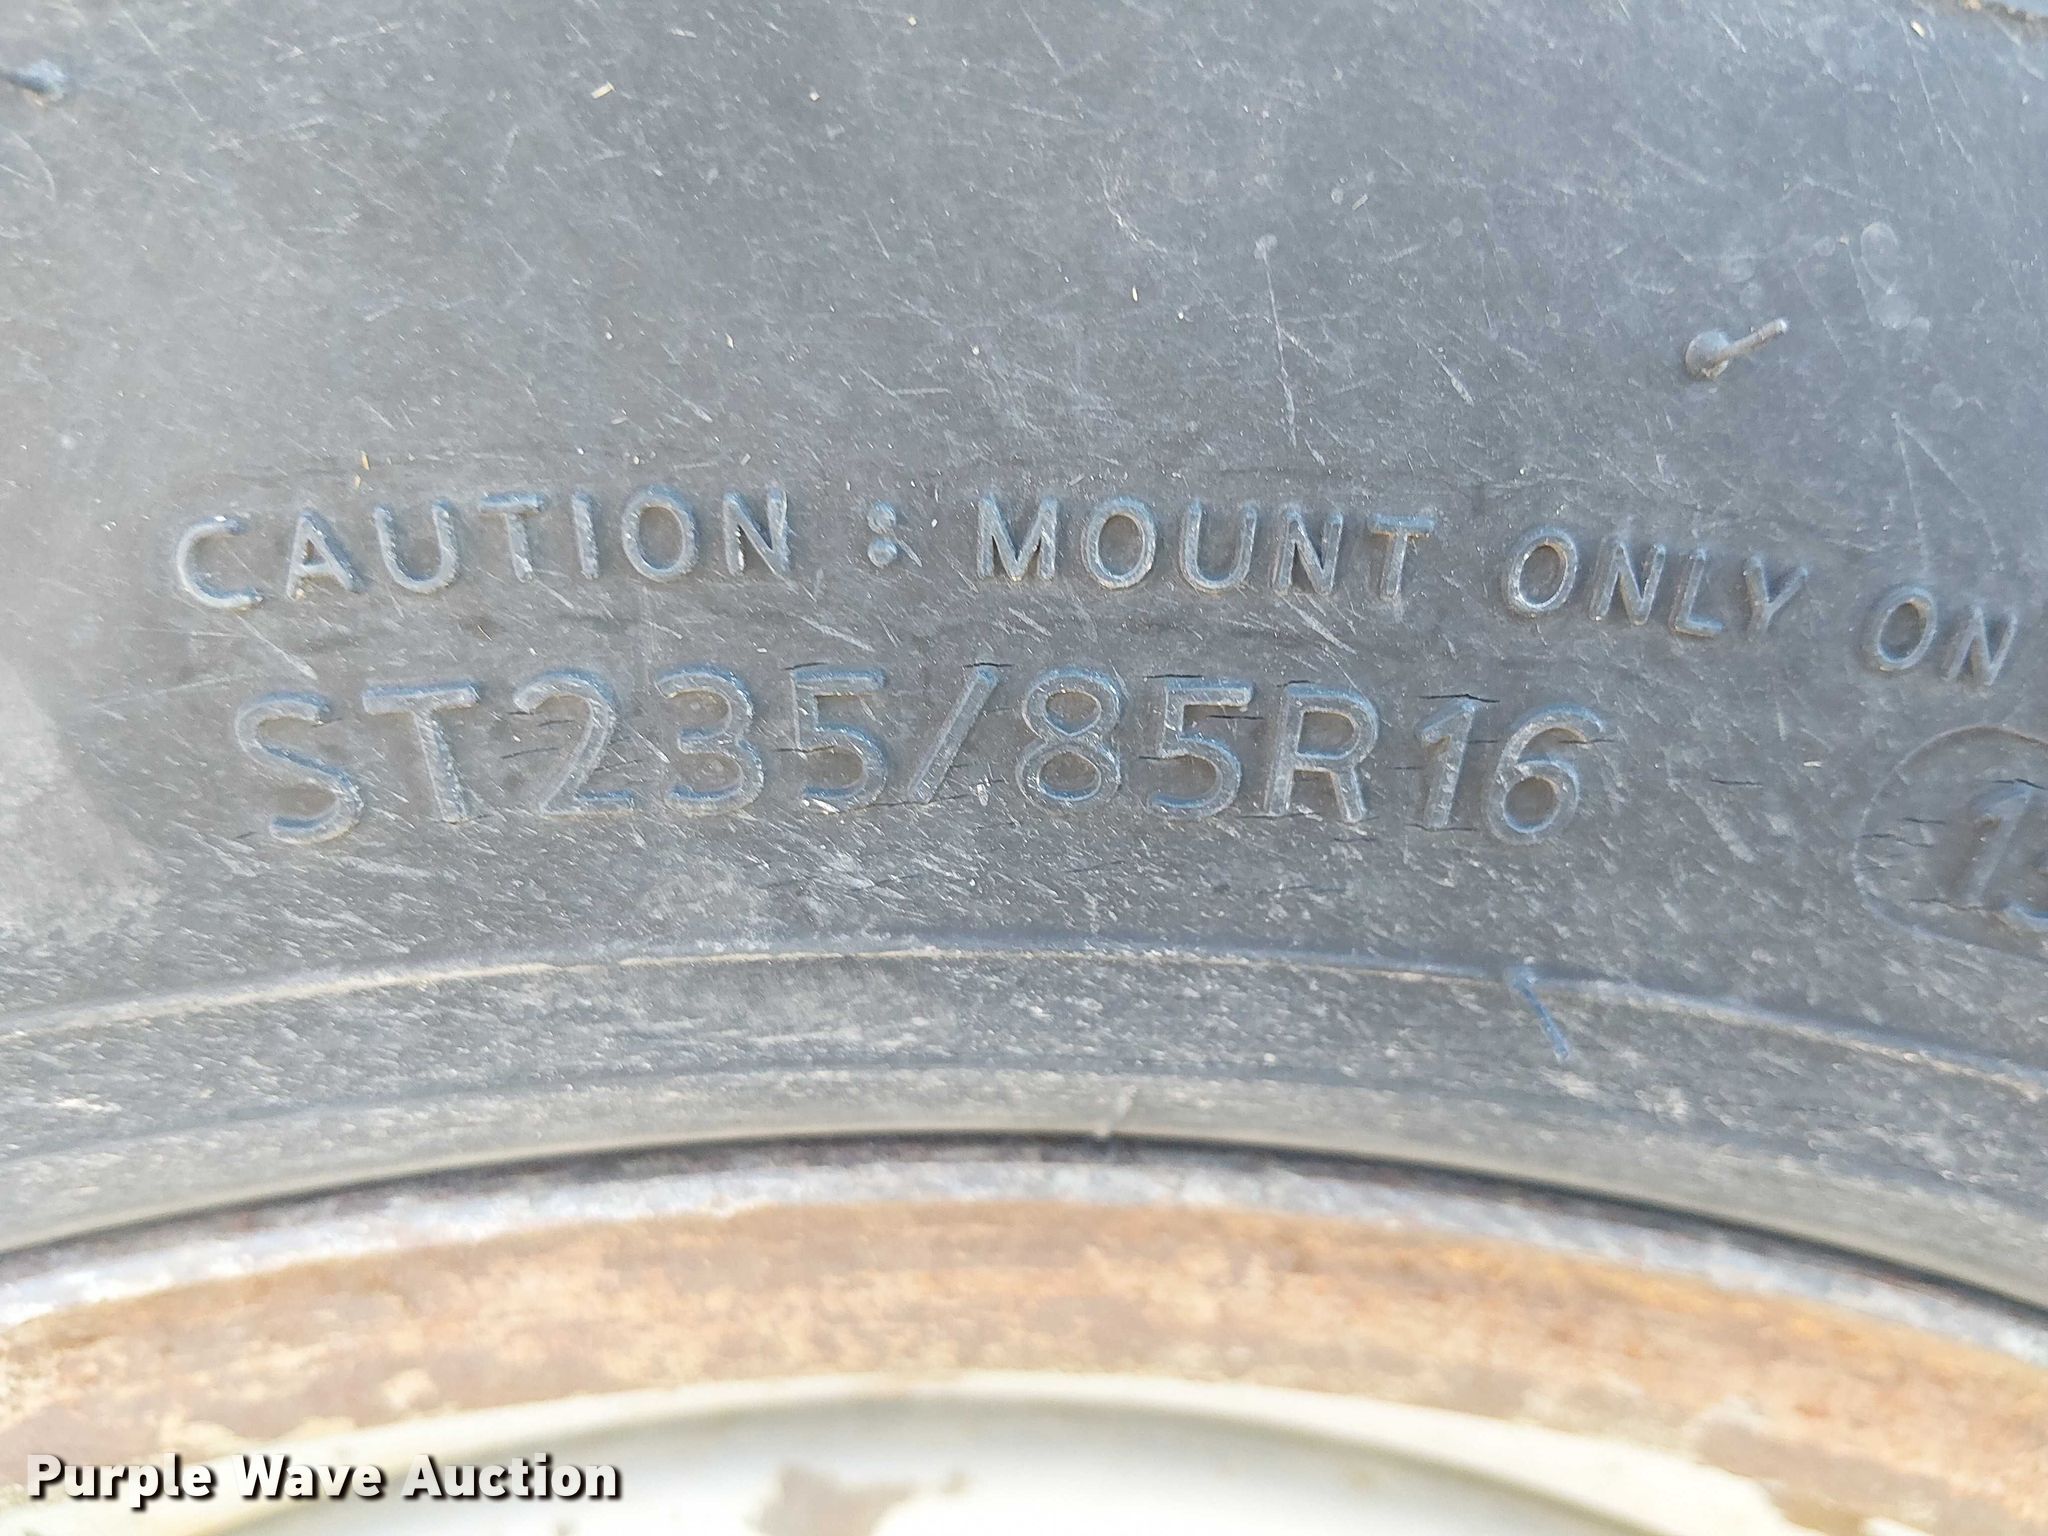 CAUTION : MOUNT ONLY ON
ST235/85R16
Purple Wave Auction